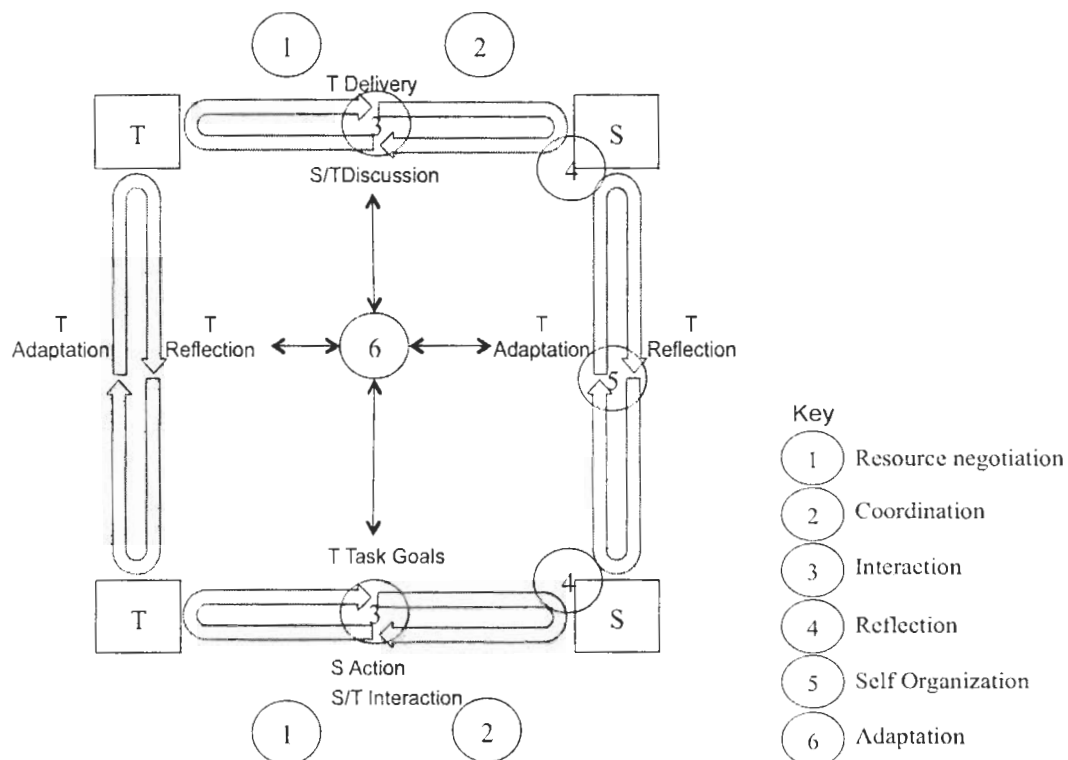 1 2
T Delivery
T 3 S
4
S/TDiscussion
T T T T
Adaptation Reflection 6 Adaptation Reflection
5
T Task Goals
4
T 3 S
S Action
S/T Interaction
1 2
Key
1 Resource negotiation
2 Coordination
3 Interaction
4 Reflection
5 Self Organization
6 Adaptation